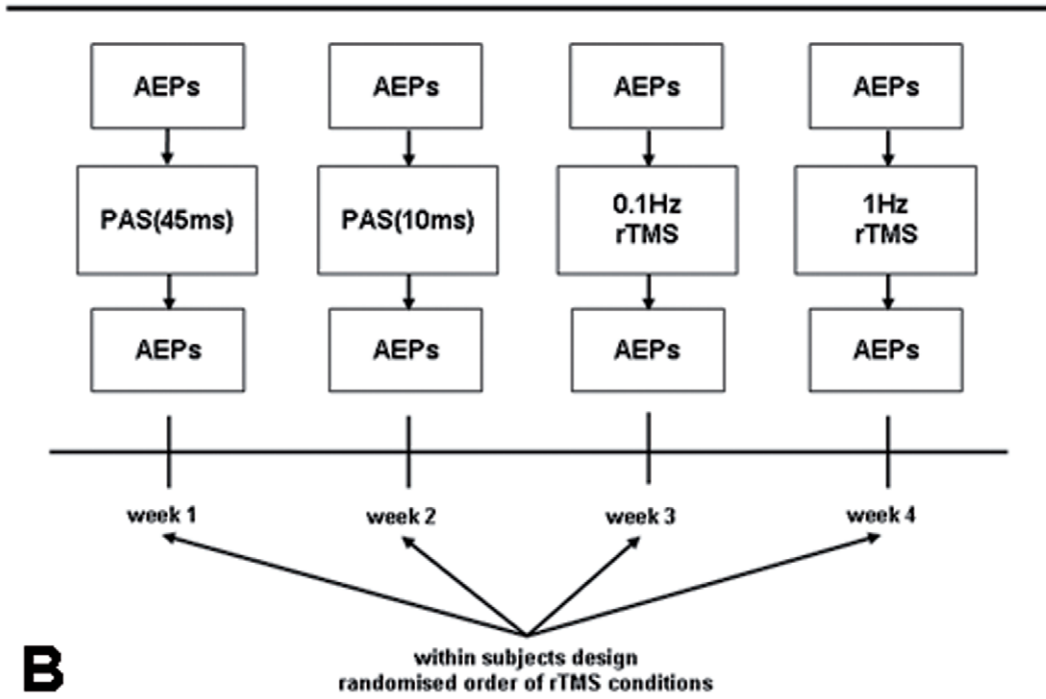 AEPs
AEPs
AEPs
AEPs
PAS(45ms)
PAS(10ms)
0.1Hz
rTMS
1Hz
rTMS
AEPs
AEPs
AEPs
AEPs
week 1
week 2
week 3
week 4
within subjects design
randomised order of rTMS conditions
B